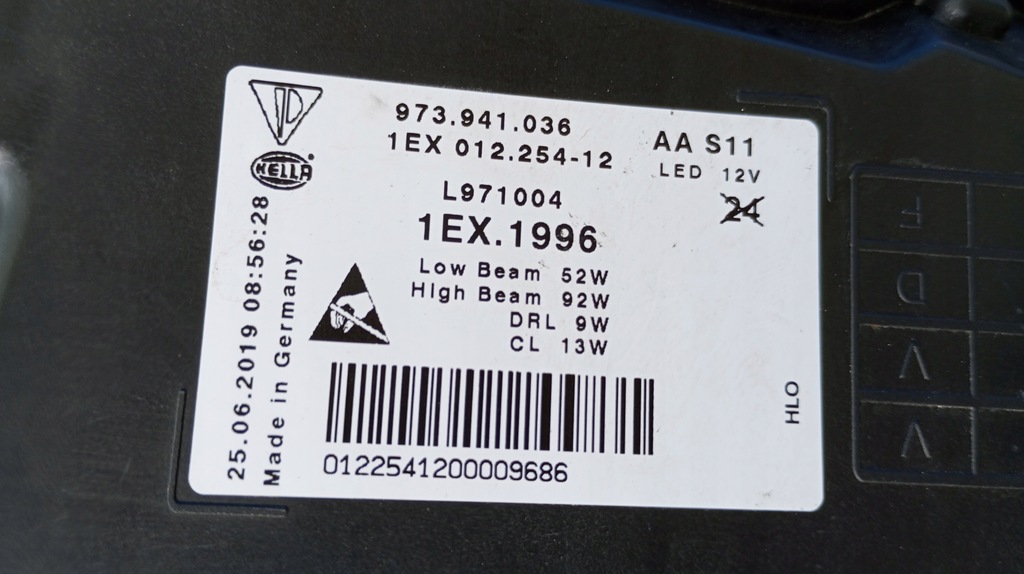 HELLA
973.941.036
1EX 012.254-12
AA S11
LED 12V
24
L971004
1EX.1996
Low Beam 52W
High Beam 92W
DRL 9W
CL 13W
25.06.2019 08:56:28
Made in Germany
HLO
0122541200009686
F
D
V
V